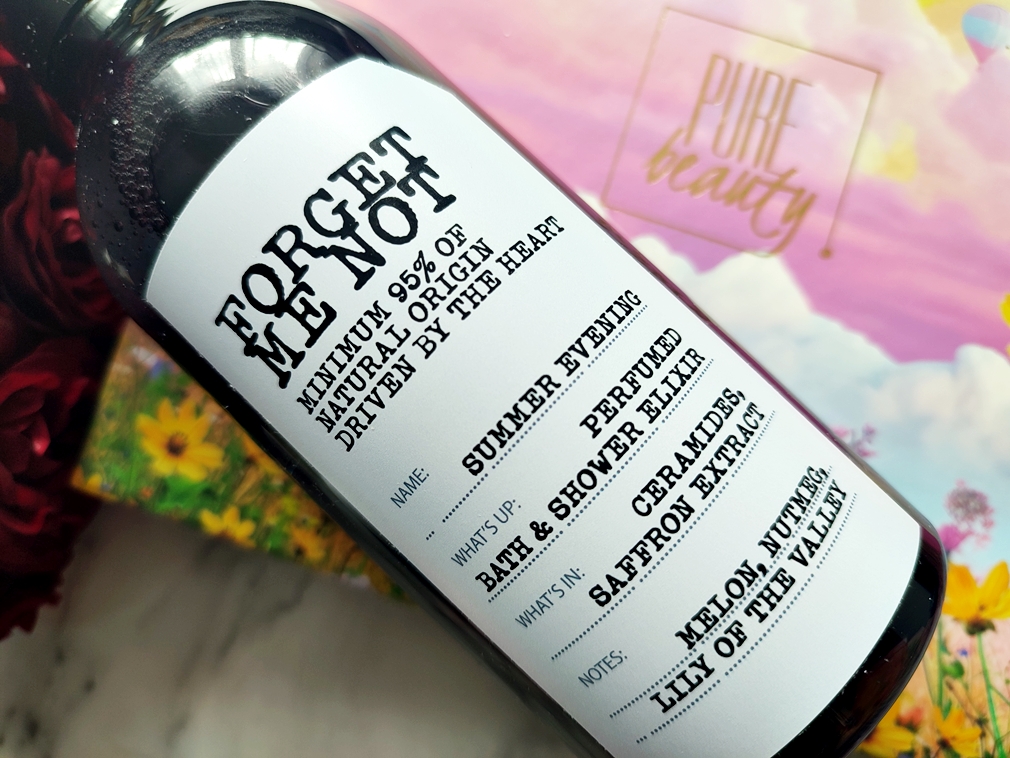 FORGET
ME NOT
MINIMUM 95% OF
NATURAL ORIGIN
DRIVEN BY THE HEART
NAME: SUMMER EVENING
WHAT'S UP: PERFUMED
BATH & SHOWER ELIXIR
WHAT'S IN: CERAMIDES,
SAFFRON EXTRACT
NOTES: MELON, NUTMEG,
LILY OF THE VALLEY
PURE
beauty